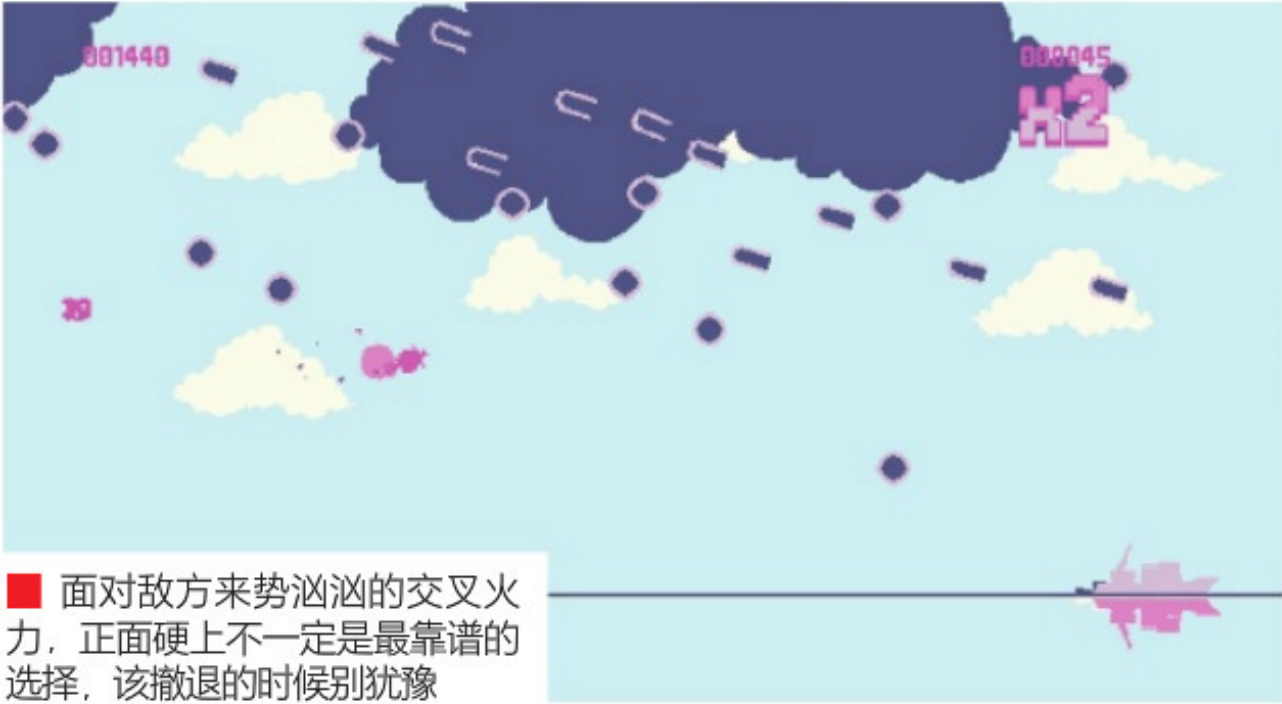 001440
000045
X2
面对敌方来势汹汹的交叉火
力，正面硬上不一定是最靠谱的
选择，该撤退的时候别犹豫